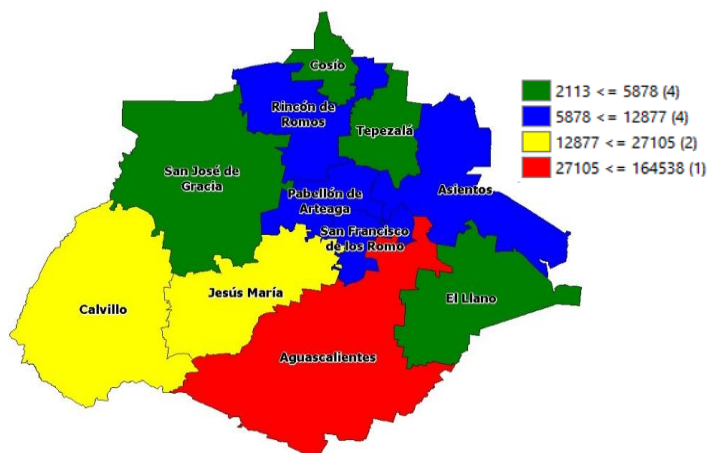 Cosío
Rincón de
Romos
Tepezalá
San José de
Gracia
Asientos
Pabellón de
Arteaga
San Francisco
de los Romo
Jesús María
El Llano
Calvillo
Aguascalientes
2113 <= 5878 (4)
5878 <= 12877 (4)
12877 <= 27105 (2)
27105 <= 164538 (1)